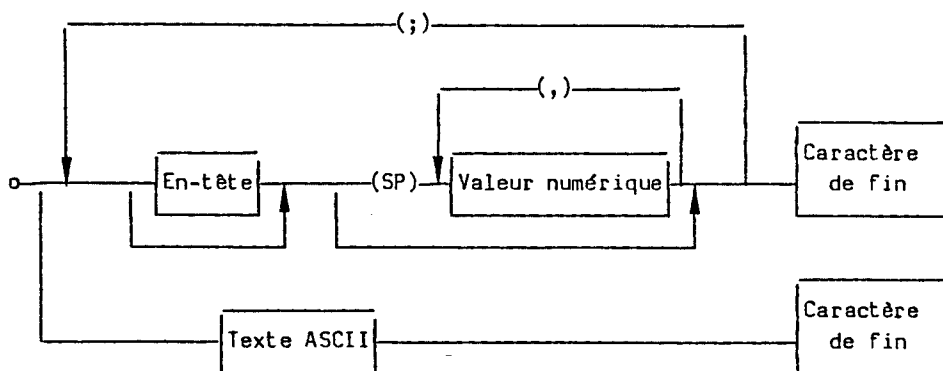 (;)
(,)
En-tête
(SP)
Valeur numérique
Caractère
de fin
Texte ASCII
Caractère
de fin